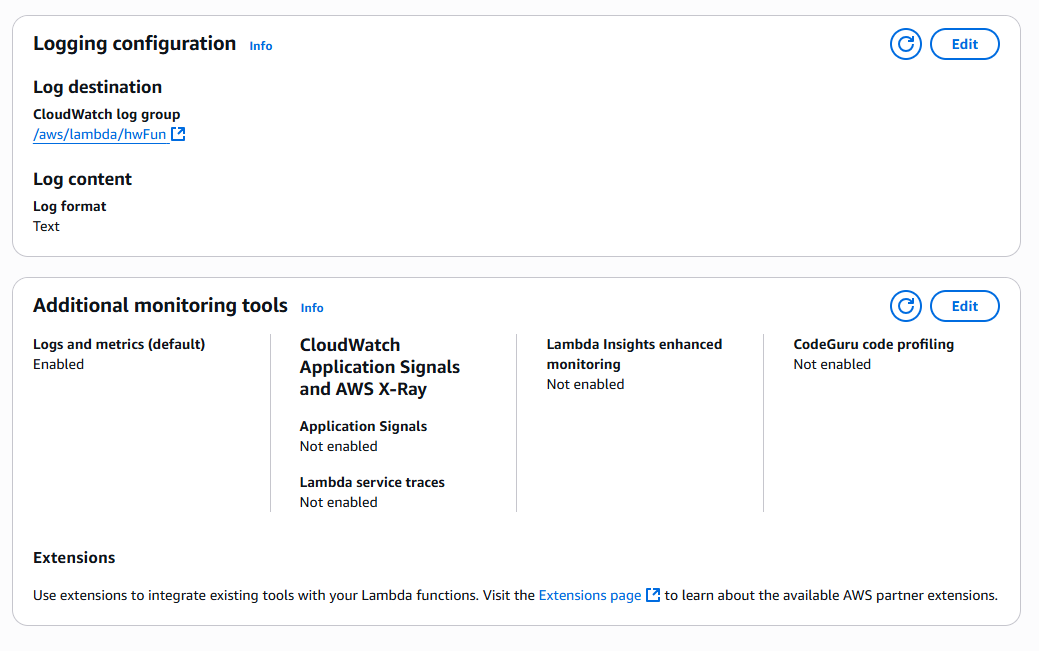 Logging configuration Info
Edit
Log destination
CloudWatch log group
/aws/lambda/hwFun
Log content
Log format
Text
Additional monitoring tools Info
Edit
Logs and metrics (default)
Enabled
CloudWatch
Application Signals
and AWS X-Ray
Application Signals
Not enabled
Lambda service traces
Not enabled
Lambda Insights enhanced
monitoring
Not enabled
CodeGuru code profiling
Not enabled
Extensions
Use extensions to integrate existing tools with your Lambda functions. Visit the Extensions page to learn about the available AWS partner extensions.